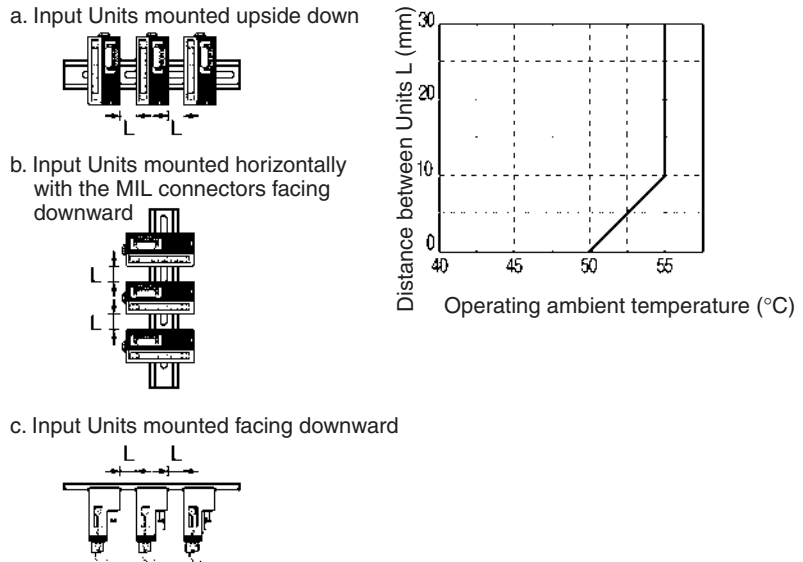 a. Input Units mounted upside down
L L
b. Input Units mounted horizontally
with the MIL connectors facing
downward
L
L
c. Input Units mounted facing downward
L L
Distance between Units L (mm)
30
20
10
0
40 45 50 55
Operating ambient temperature (°C)